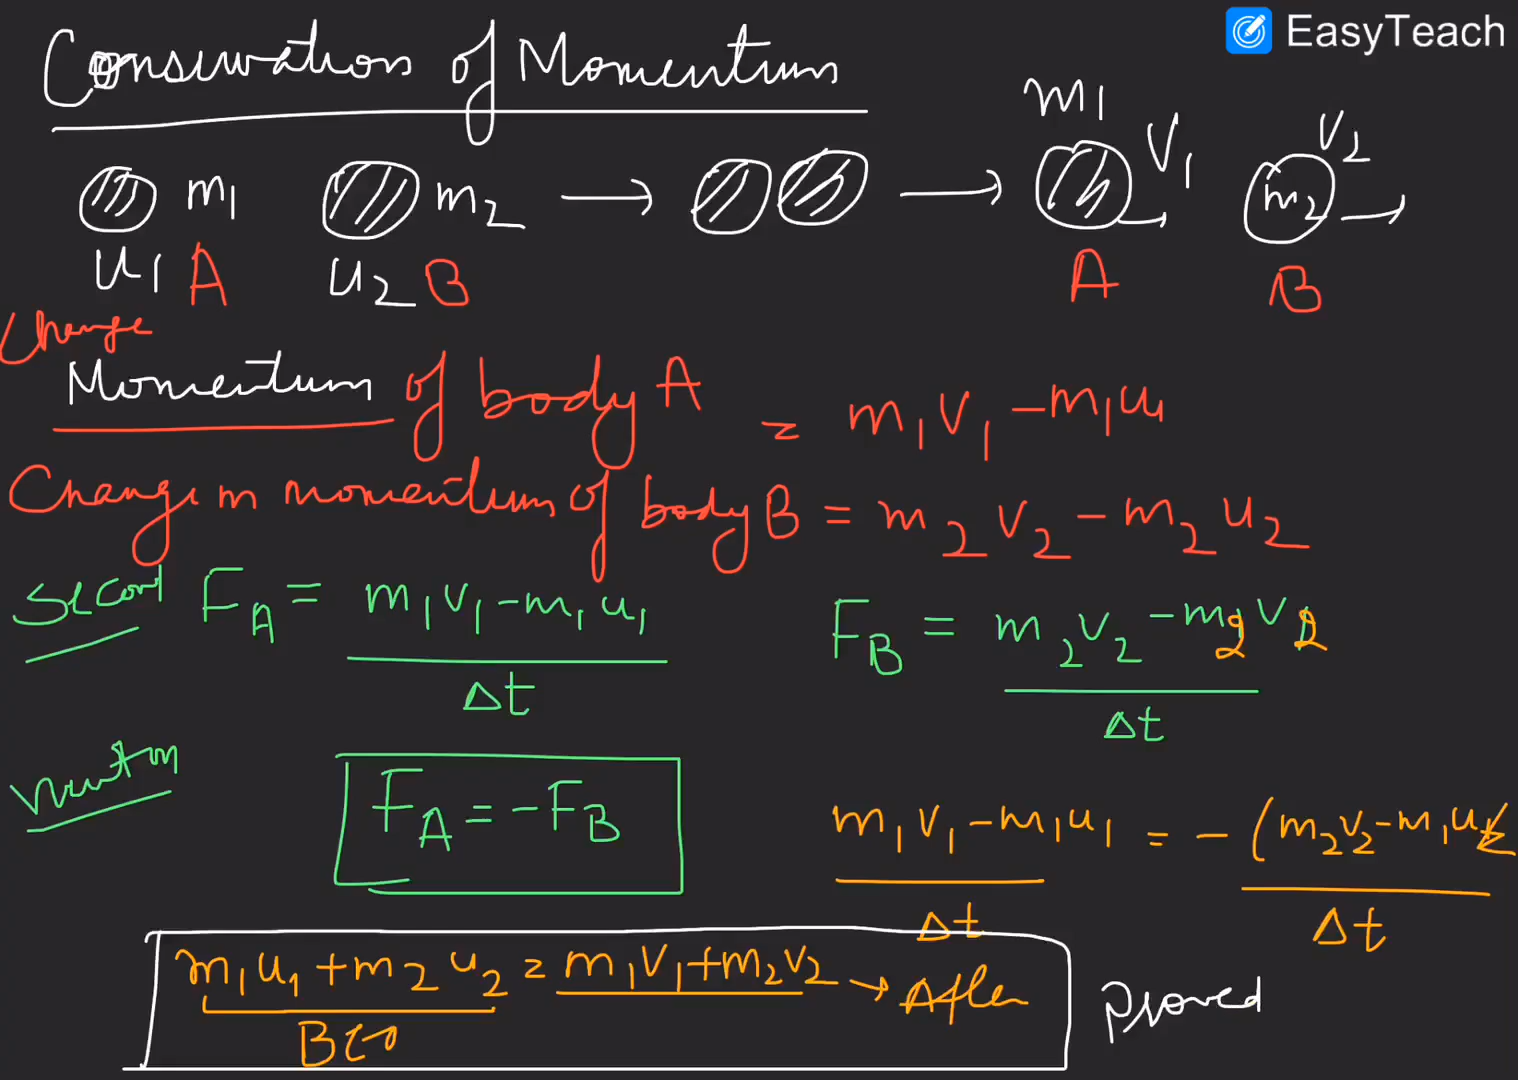 EasyTeach
Conservation of Momentum
m1 m2 → → m1 V1 m2 V2
u1 A u2 B A B
Change
Momentum of body A = m1V1 - m1u1
Change in momentum of body B = m2V2 - m2u2
Second FA = m1V1 - m1u1 / Δt FB = m2V2 - m2V2 / Δt
Newton FA = -FB
m1V1 - m1u1 / Δt = - (m2V2 - m1u2 / Δt
m1u1 + m2u2 = m1V1 + m2V2 → After
Proved